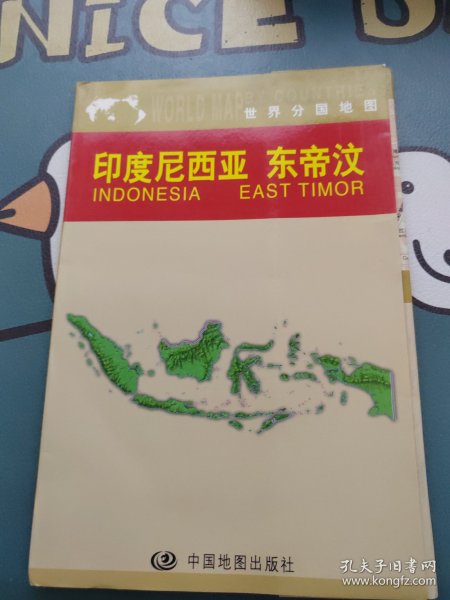 NICE
WORLD MAP & COUNTRIES
世界分国地图
印度尼西亚 东帝汶
INDONESIA EAST TIMOR
中国地图出版社
孔夫子旧书网
www.kongfz.com